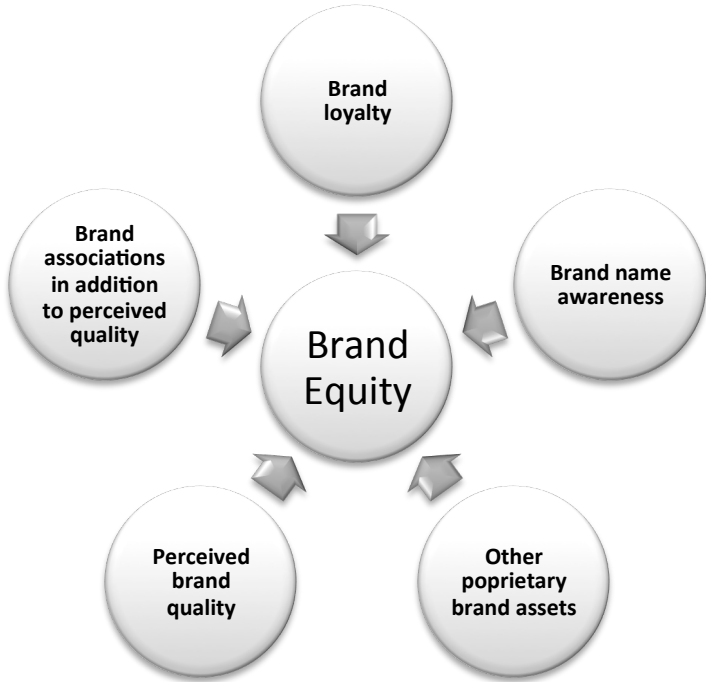 Brand
loyalty
Brand name
awareness
Other
poprietary
brand assets
Perceived
brand
quality
Brand
associations
in addition
to perceived
quality
Brand
Equity